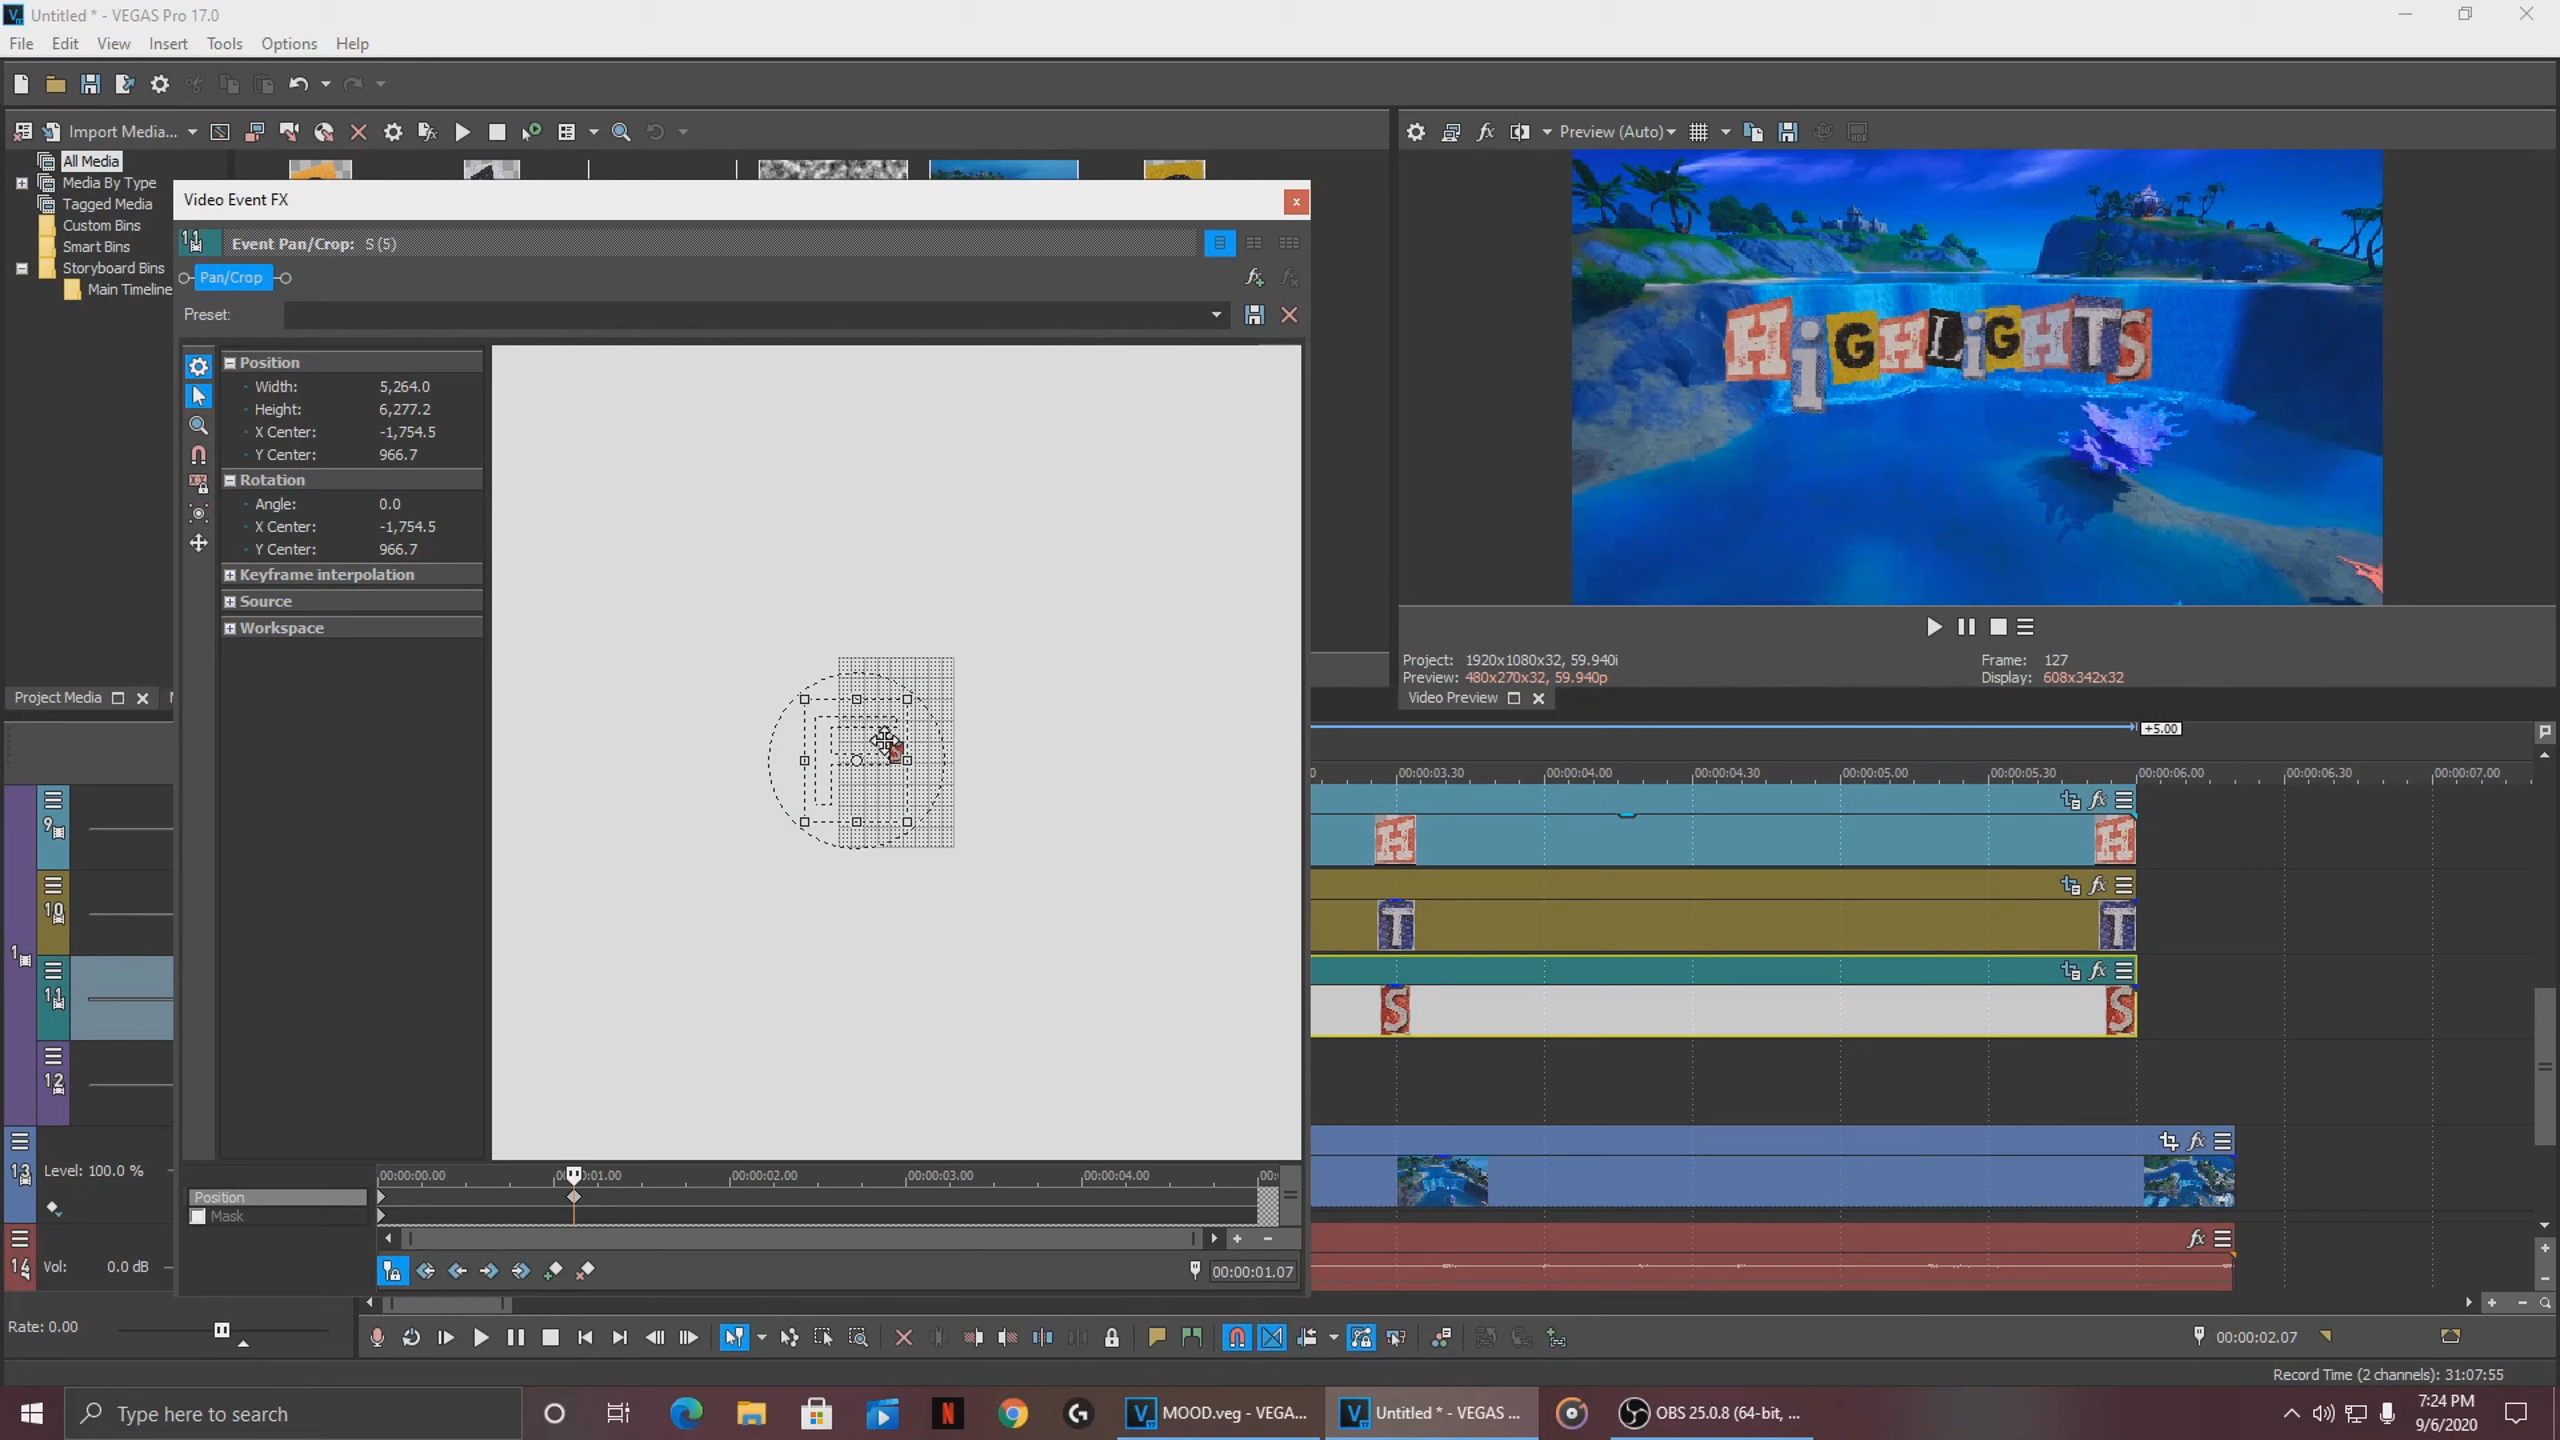 Untitled * - VEGAS Pro 17.0
File Edit View Insert Tools Options Help
Import Media...
Preview (Auto)
All Media
Media By Type
Tagged Media
Custom Bins
Smart Bins
Storyboard Bins
Main Timeline
Video Event FX
Event Pan/Crop: S (5)
Pan/Crop
Preset:
Position
Width: 5,264.0
Height: 6,277.2
X Center: -1,754.5
Y Center: 966.7
Rotation
Angle: 0.0
X Center: -1,754.5
Y Center: 966.7
Keyframe interpolation
Source
Workspace
HiGHLiGHTS
Project: 1920x1080x32, 59.940i
Preview: 480x270x32, 59.940p
Frame: 127
Display: 608x342x32
Video Preview
Project Media
+5.00
00:00:03.30 00:00:04.00 00:00:04.30 00:00:05.00 00:00:05.30 00:00:06.00 00:00:06.30 00:00:07.00
9
H H
10
T T
1
11
S S
12
13
Level: 100.0 %
14
Vol: 0.0 dB
00:00:00.00 :01.00 00:00:02.00 00:00:03.00 00:00:04.00 00:
Position
Mask
00:00:01.07
Rate: 0.00
00:00:02.07
Record Time (2 channels): 31:07:55
Type here to search
MOOD.veg - VEGA...
Untitled * - VEGAS ...
OBS 25.0.8 (64-bit, ...
7:24 PM
9/6/2020